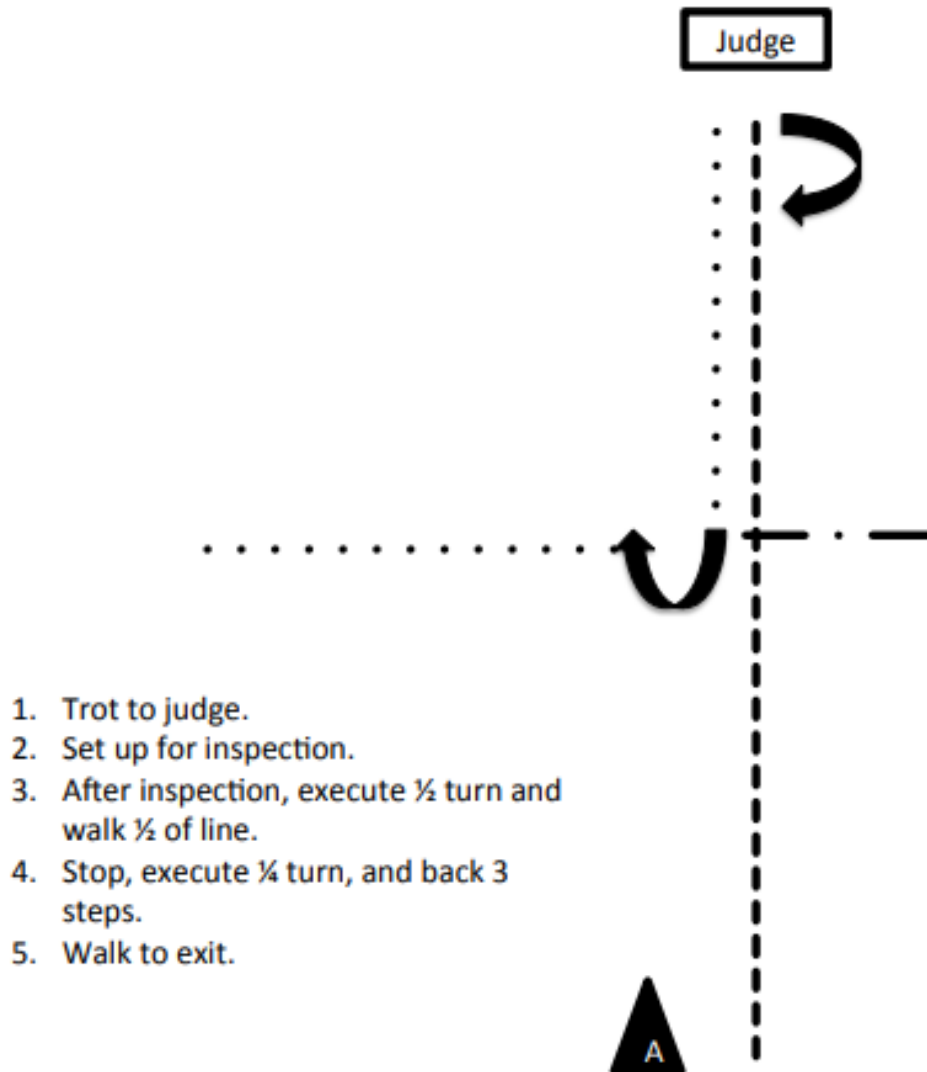 Judge
1. Trot to judge.
2. Set up for inspection.
3. After inspection, execute ½ turn and
walk ½ of line.
4. Stop, execute ¼ turn, and back 3
steps.
5. Walk to exit.
A